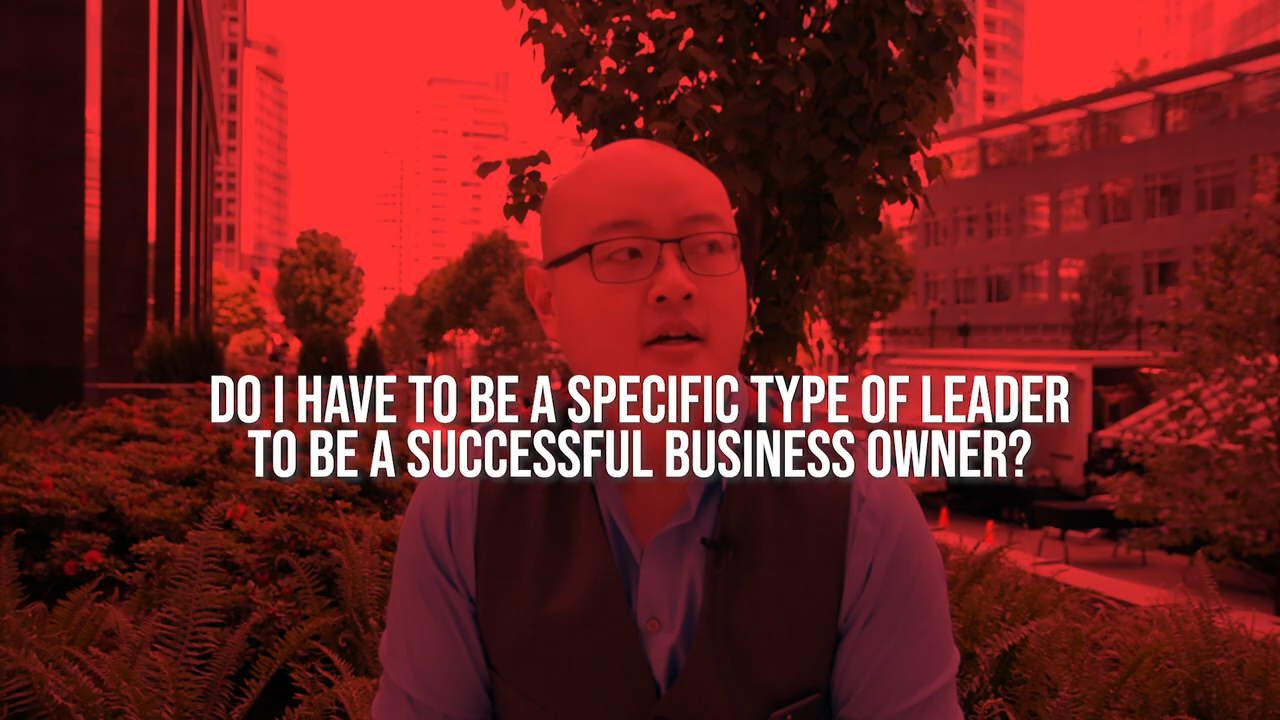 DO I HAVE TO BE A SPECIFIC TYPE OF LEADER
TO BE A SUCCESSFUL BUSINESS OWNER?